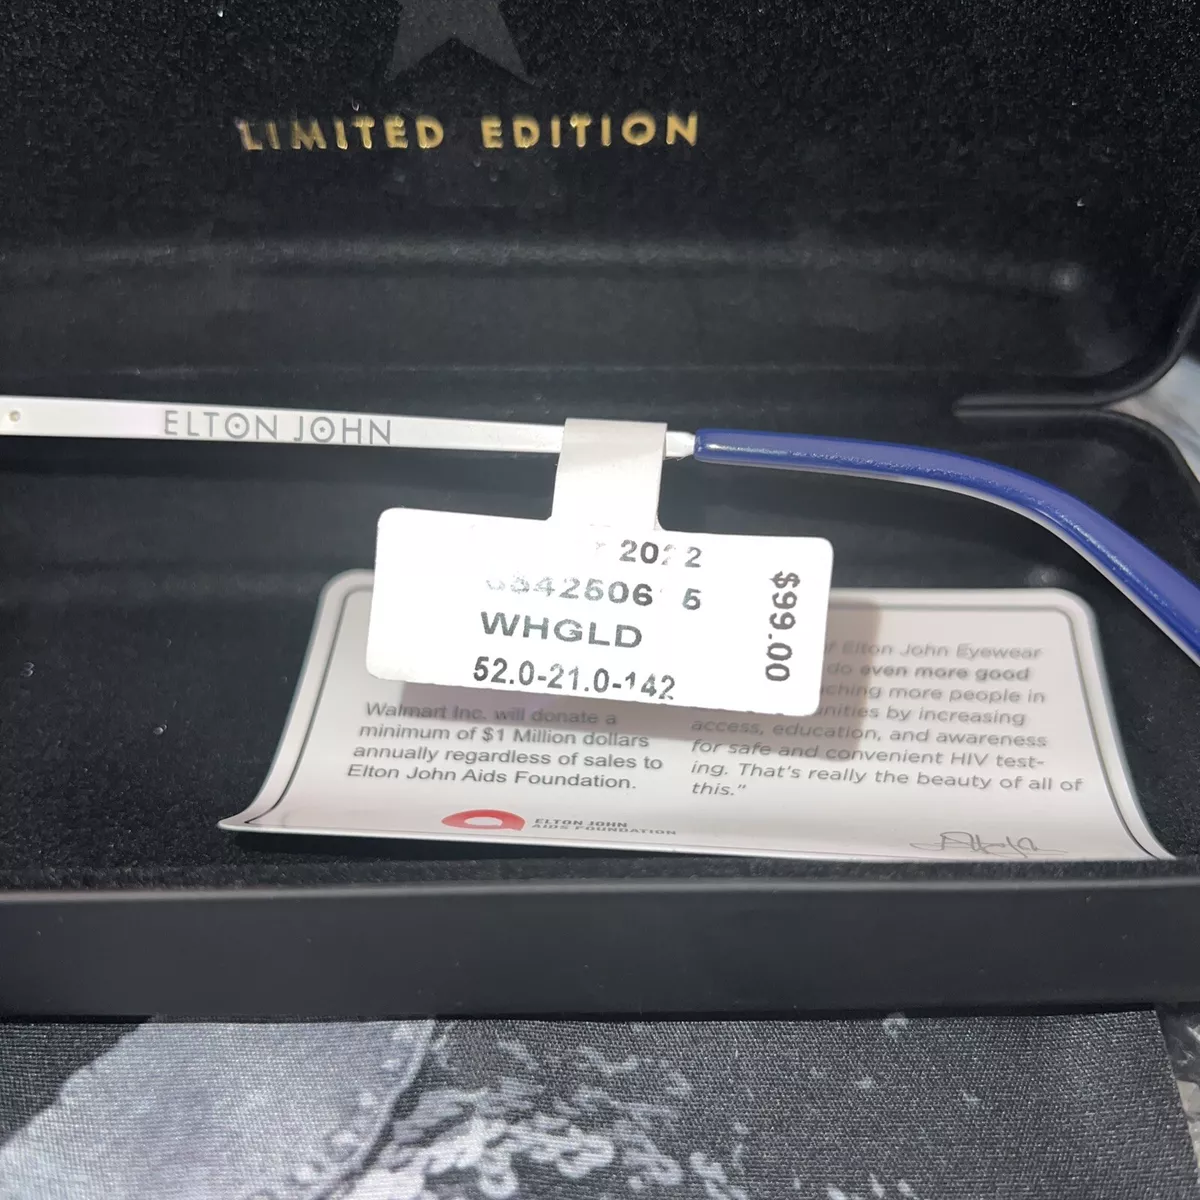 LIMITED EDITION
ELTON JOHN
WHGLD
52.0-21.0-142
$99.00
Walmart Inc. will donate a
minimum of $1 Million dollars
annually regardless of sales to
Elton John Aids Foundation.
Elton John Eyewear
do even more good
more people in
by increasing
access, education, and awareness
for safe and convenient HIV test-
ing. That's really the beauty of all of
this."
ELTON JOHN
AIDS FOUNDATION